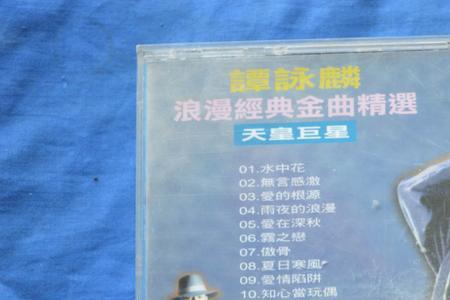 譚詠麟
浪漫經典金曲精選
天皇巨星
01.水中花
02.無言感激
03.愛的根源
04.雨夜的浪漫
05.愛在深秋
06.霧之戀
07.傲骨
08.夏日寒風
09.愛情陷阱
10.知心當玩偶